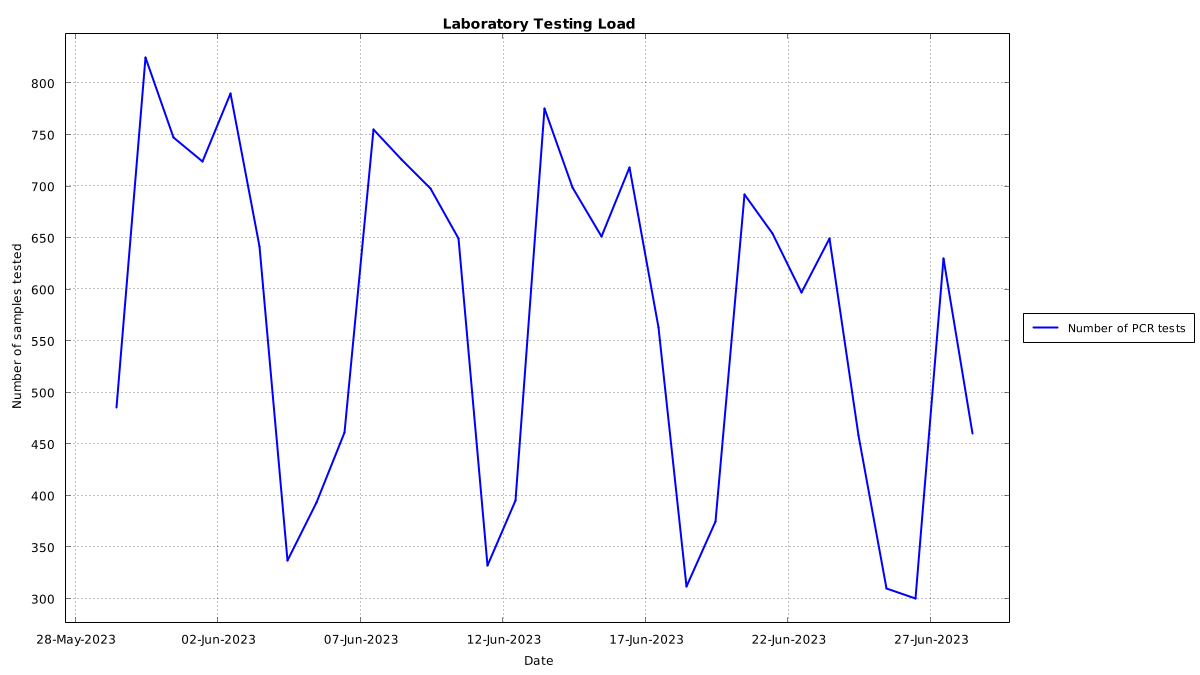 Laboratory Testing Load
Number of samples tested
800
750
700
650
600
550
500
450
400
350
300
28-May-2023
02-Jun-2023
07-Jun-2023
12-Jun-2023
17-Jun-2023
22-Jun-2023
27-Jun-2023
Date
Number of PCR tests